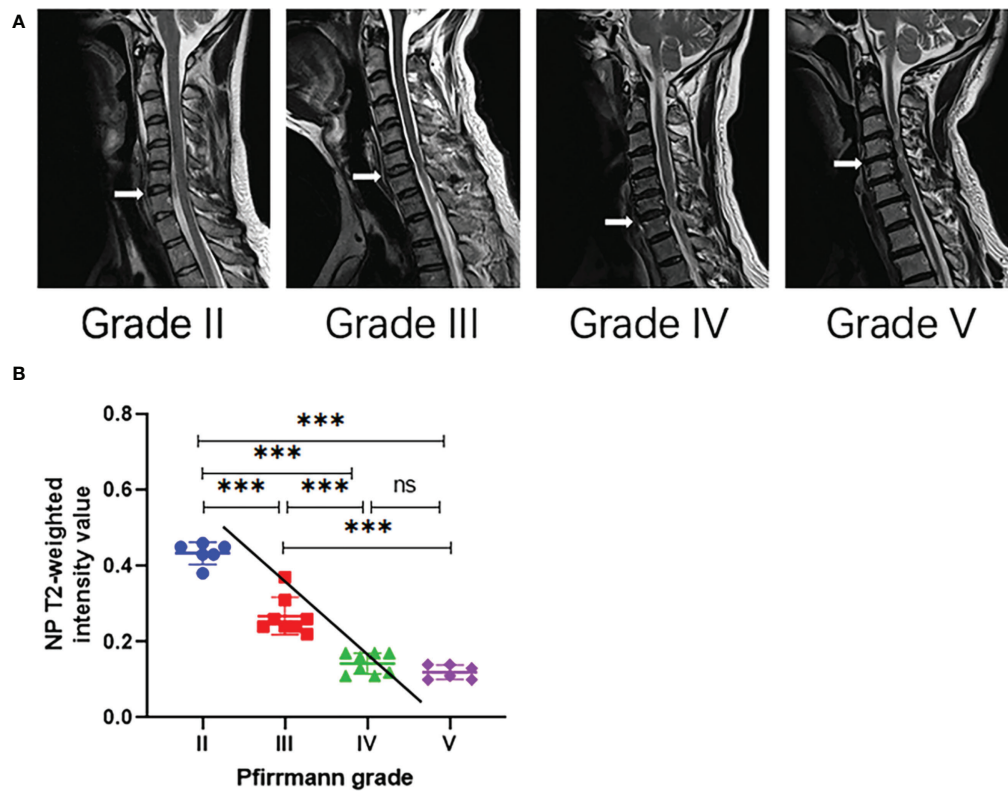 A
Grade II
Grade III
Grade IV
Grade V
B
NP T2-weighted
intensity value
0.8
0.6
0.4
0.2
0.0
***
***
***
***
ns
***
II
III
IV
V
Pfirrmann grade